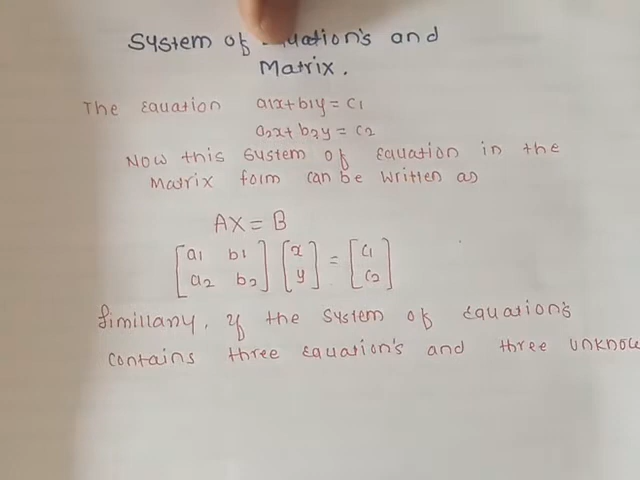 System of Equation's and
Matrix.
The Equation a1x+b1y=c1
a2x+b2y=c2
Now this system of equation in the
Matrix form can be written as
AX=B
[a1 b1] [x] = [c1]
[a2 b2] [y] [c2]
Simillany, if the system of Equation's
contains three Equation's and three unknow